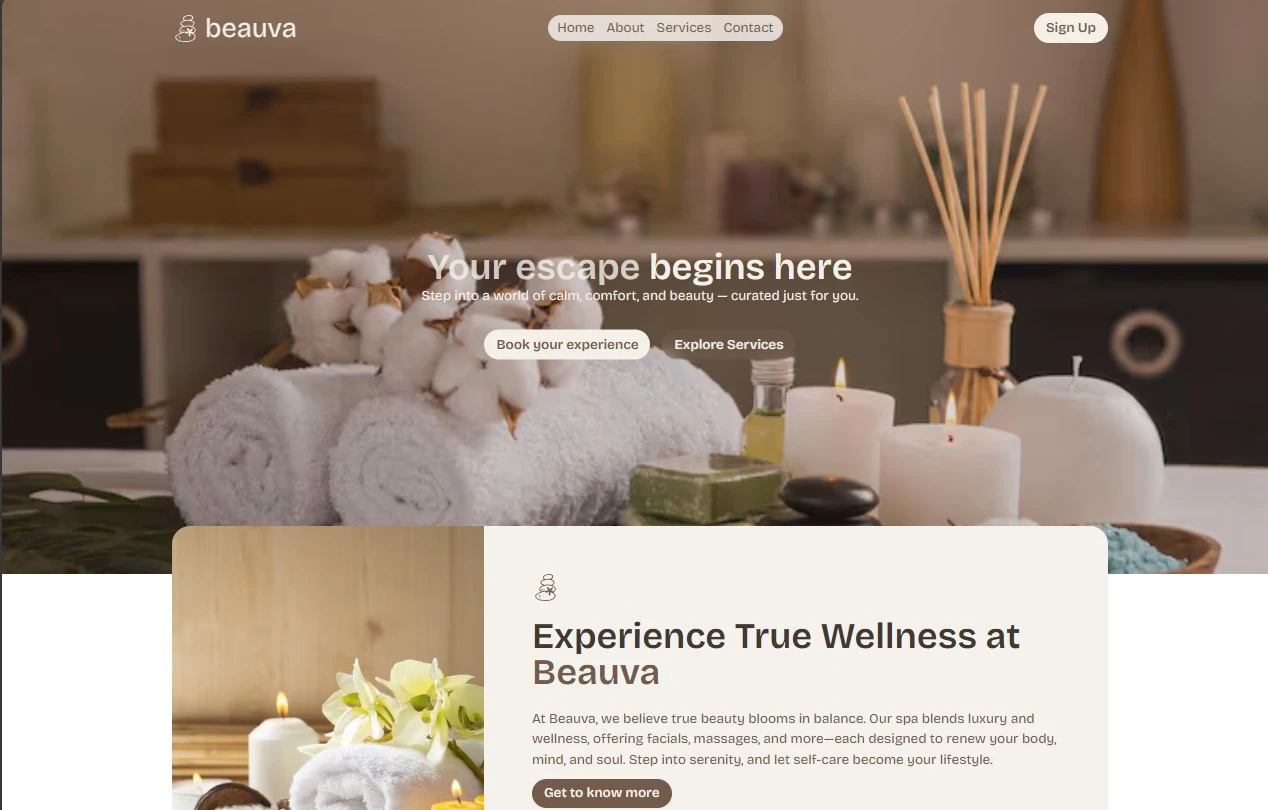 beauva
Home About Services Contact
Sign Up
Your escape begins here
Step into a world of calm, comfort, and beauty — curated just for you.
Book your experience
Explore Services
Experience True Wellness at
Beauva
At Beauva, we believe true beauty blooms in balance. Our spa blends luxury and
wellness, offering facials, massages, and more—each designed to renew your body,
mind, and soul. Step into serenity, and let self-care become your lifestyle.
Get to know more